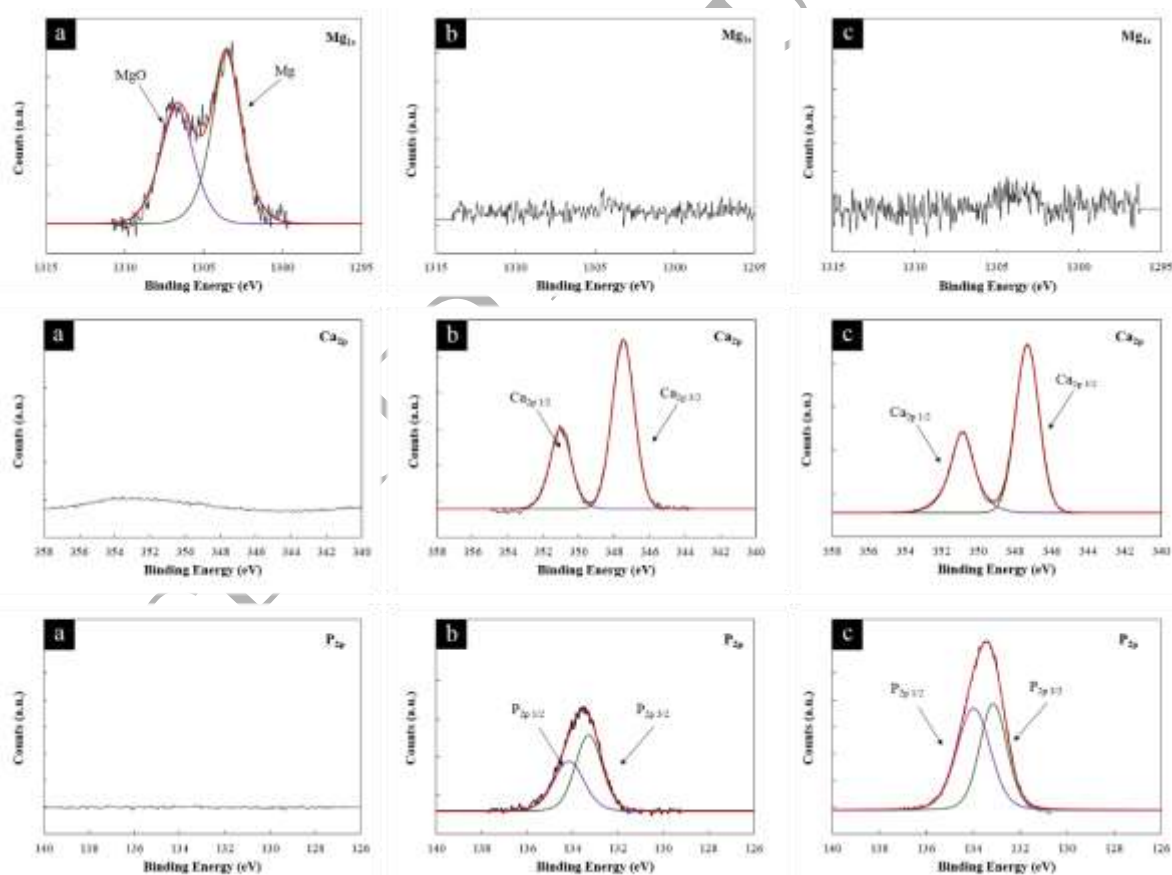 a Mg1s
MgO Mg
Counts (a.u.)
1315 1310 1305 1300 1295
Binding Energy (eV)
b Mg1s
Counts (a.u.)
1315 1310 1305 1300 1295
Binding Energy (eV)
c Mg1s
Counts (a.u.)
1315 1310 1305 1300 1295
Binding Energy (eV)
a Ca2p
Counts (a.u.)
358 356 354 352 350 348 346 344 342 340
Binding Energy (eV)
b Ca2p
Ca2p 1/2 Ca2p 3/2
Counts (a.u.)
358 356 354 352 350 348 346 344 342 340
Binding Energy (eV)
c Ca2p
Ca2p 1/2 Ca2p 3/2
Counts (a.u.)
358 356 354 352 350 348 346 344 342 340
Binding Energy (eV)
a P2p
Counts (a.u.)
140 138 136 134 132 130 128 126
Binding Energy (eV)
b P2p
P2p 1/2 P2p 3/2
Counts (a.u.)
140 138 136 134 132 130 128 126
Binding Energy (eV)
c P2p
P2p 1/2 P2p 3/2
Counts (a.u.)
140 138 136 134 132 130 128 126
Binding Energy (eV)